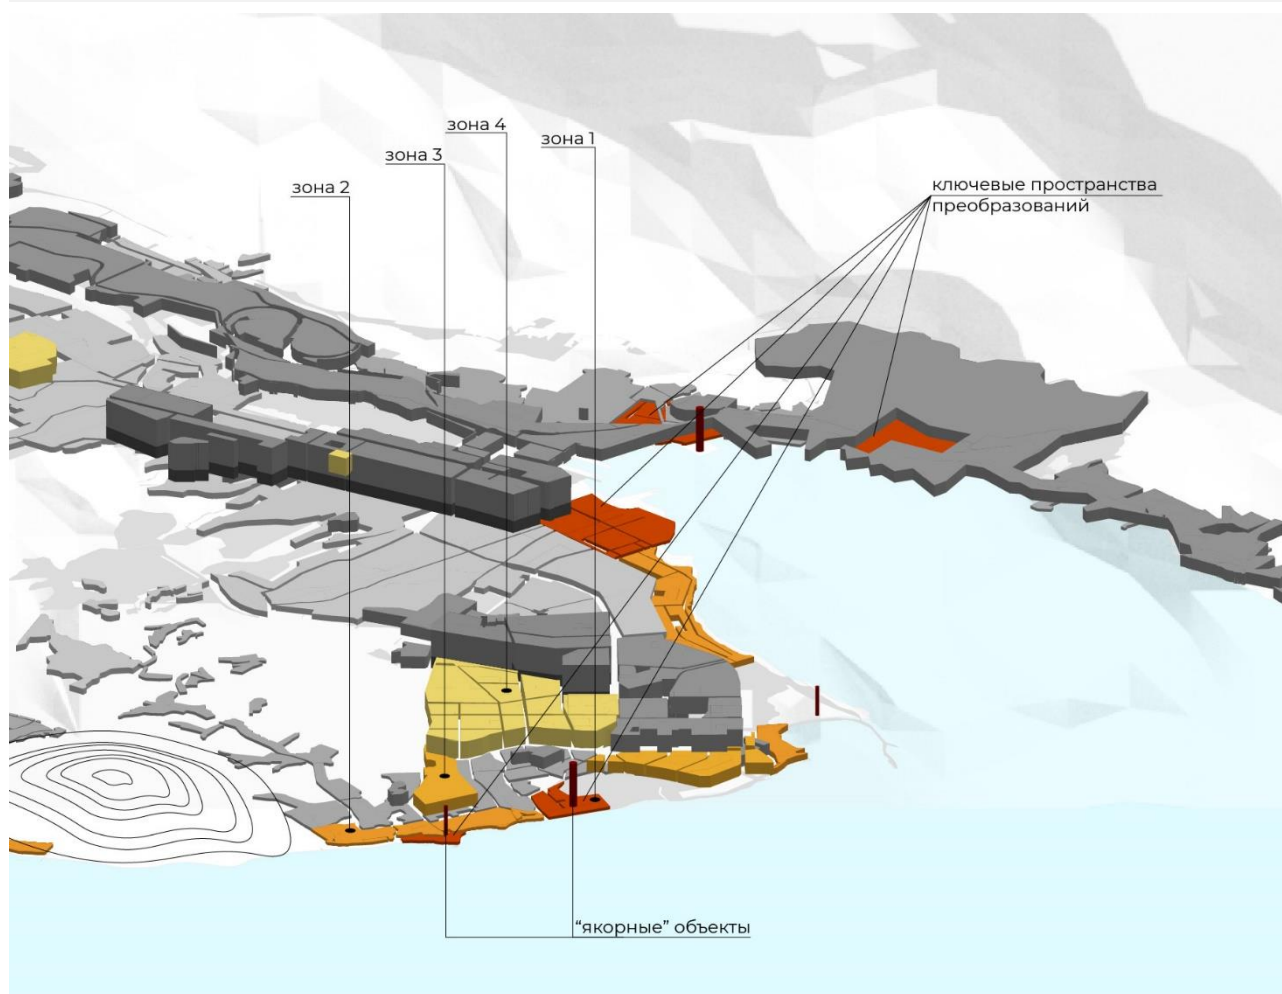 зона 4
зона 1
зона 3
зона 2
ключевые пространства
преобразований
“якорные” объекты